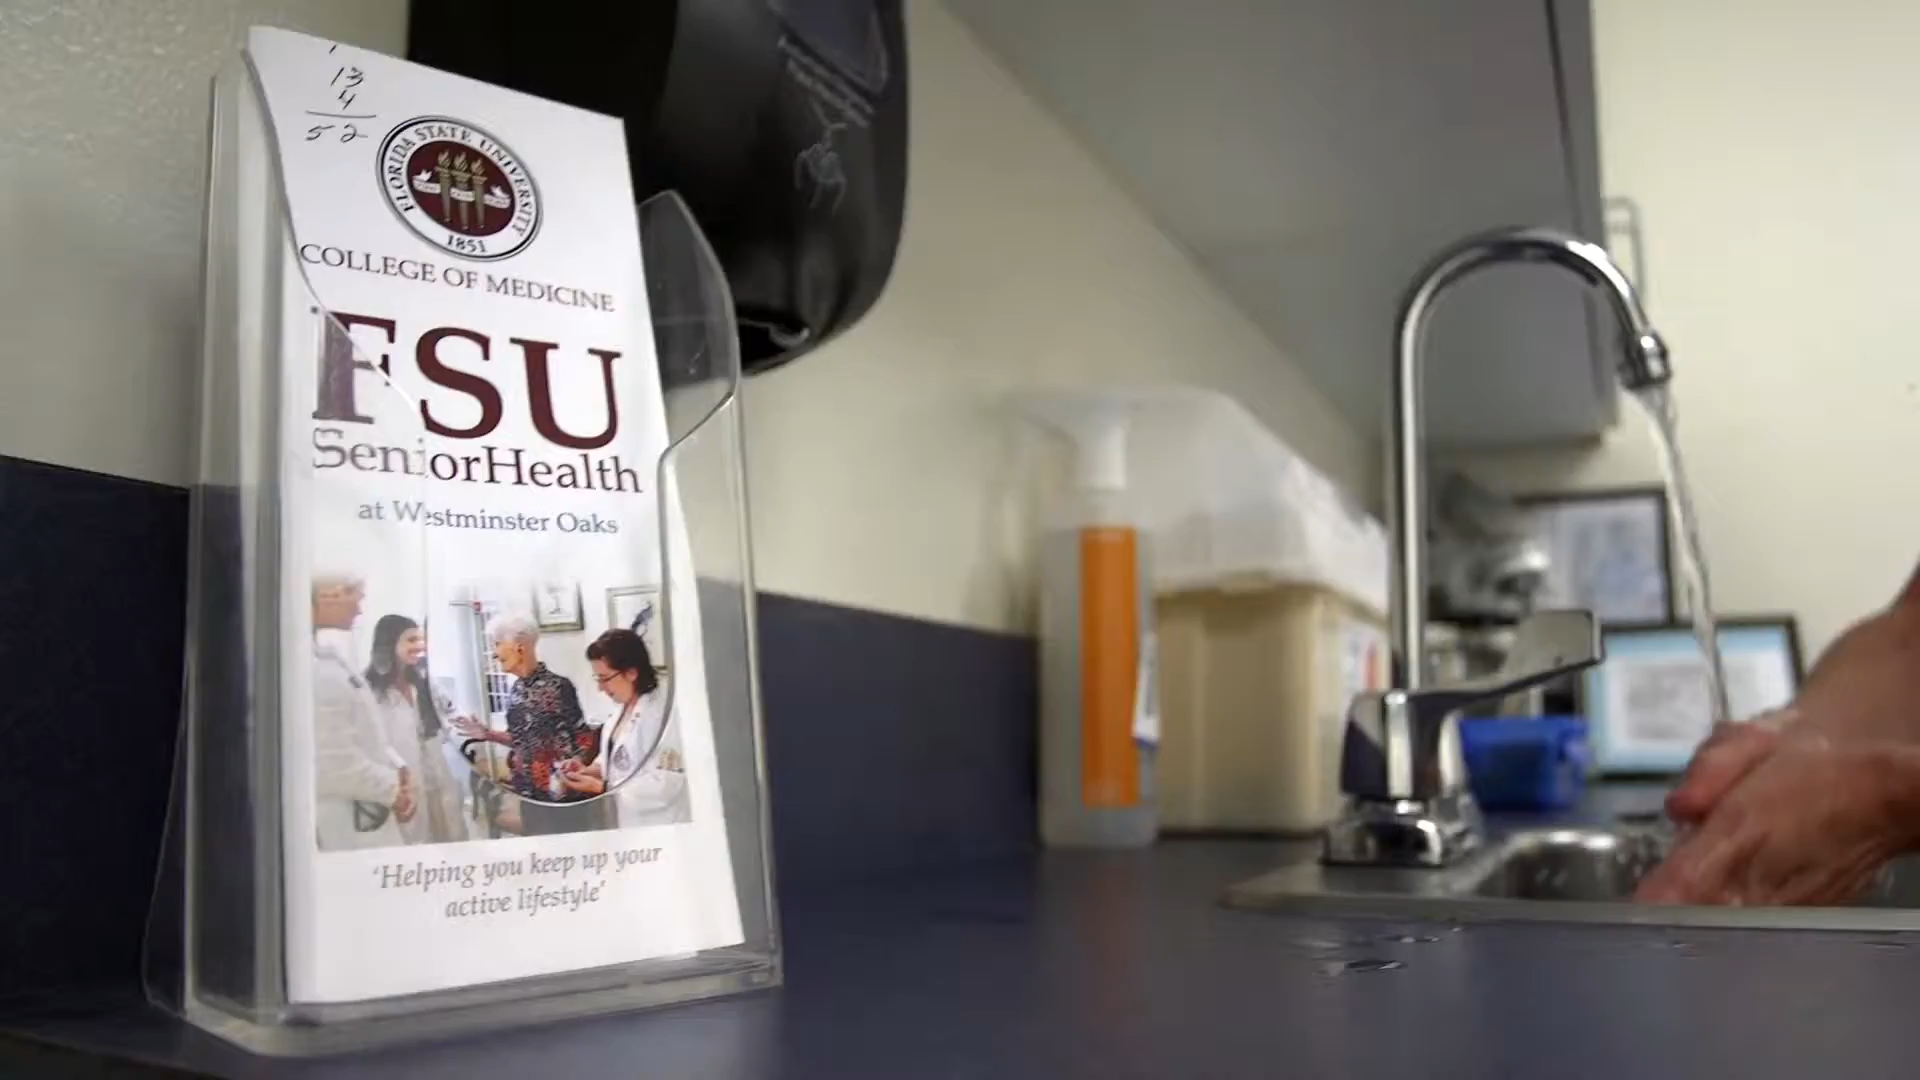 1
13
4
52
FLORIDA STATE UNIVERSITY
1851
COLLEGE OF MEDICINE
FSU
SeniorHealth
at Westminster Oaks
'Helping you keep up your
active lifestyle'